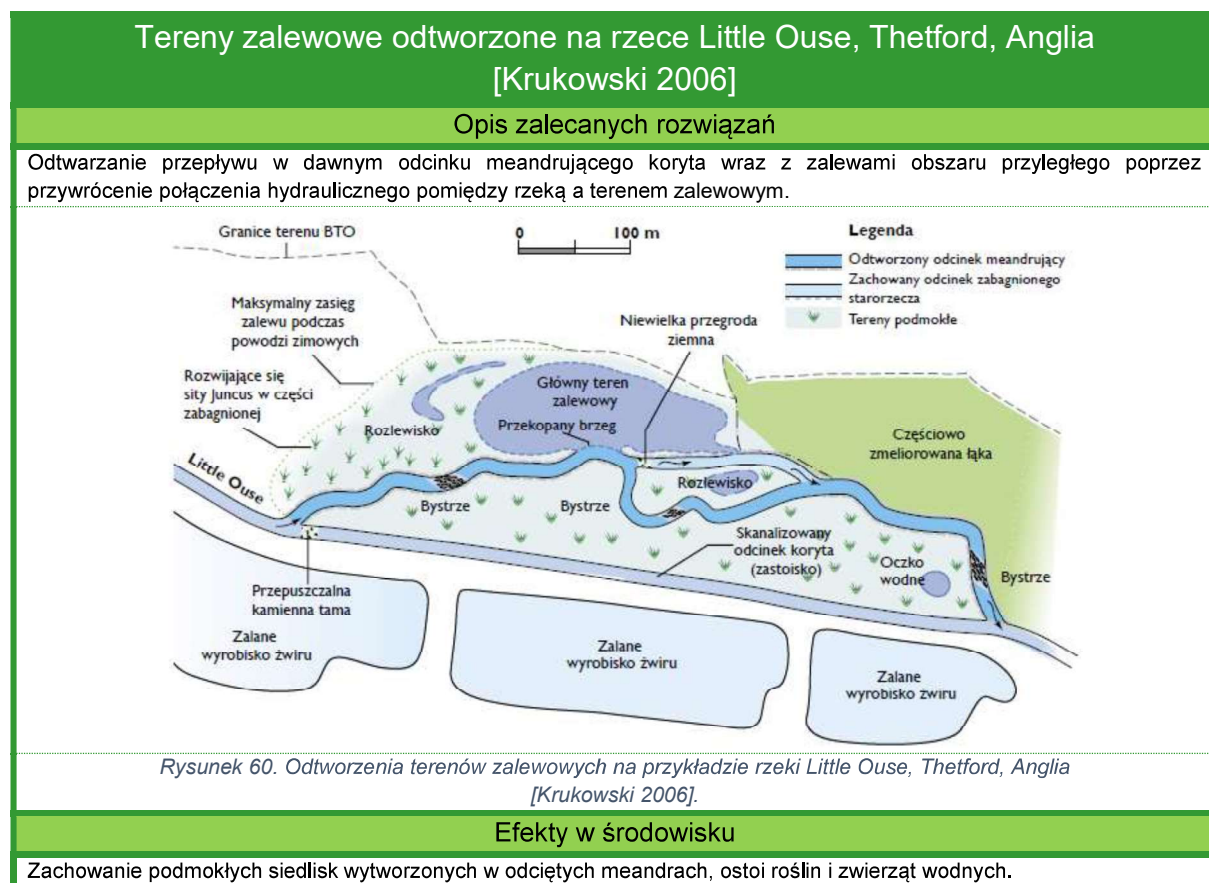 Tereny zalewowe odtworzone na rzece Little Ouse, Thetford, Anglia
[Krukowski 2006]
Opis zalecanych rozwiązań
Odtwarzanie przepływu w dawnym odcinku meandrującego koryta wraz z zalewami obszaru przyległego poprzez
przywrócenie połączenia hydraulicznego pomiędzy rzeką a terenem zalewowym.
Granice terenu BTO
0 100 m
Legenda
Odtworzony odcinek meandrujący
Zachowany odcinek zabagnionego
starorzecza
Tereny podmokłe
Maksymalny zasięg
zalewu podczas
powodzi zimowych
Niewielka przegroda
ziemna
Rozwijające się
sity Juncus w części
zabagnionej
Główny teren
zalewowy
Przekopany brzeg
Rozlewisko
Częściowo
zmeliorowana łąka
Little Ouse
Rozlewisko
Bystrze
Bystrze
Skanalizowany
odcinek koryta
(zastoisko)
Oczko
wodne
Bystrze
Przepuszczalna
kamienna tama
Zalane
wyrobisko żwiru
Zalane
wyrobisko żwiru
Zalane
wyrobisko żwiru
Rysunek 60. Odtworzenia terenów zalewowych na przykładzie rzeki Little Ouse, Thetford, Anglia
[Krukowski 2006].
Efekty w środowisku
Zachowanie podmokłych siedlisk wytworzonych w odciętych meandrach, ostoi roślin i zwierząt wodnych.